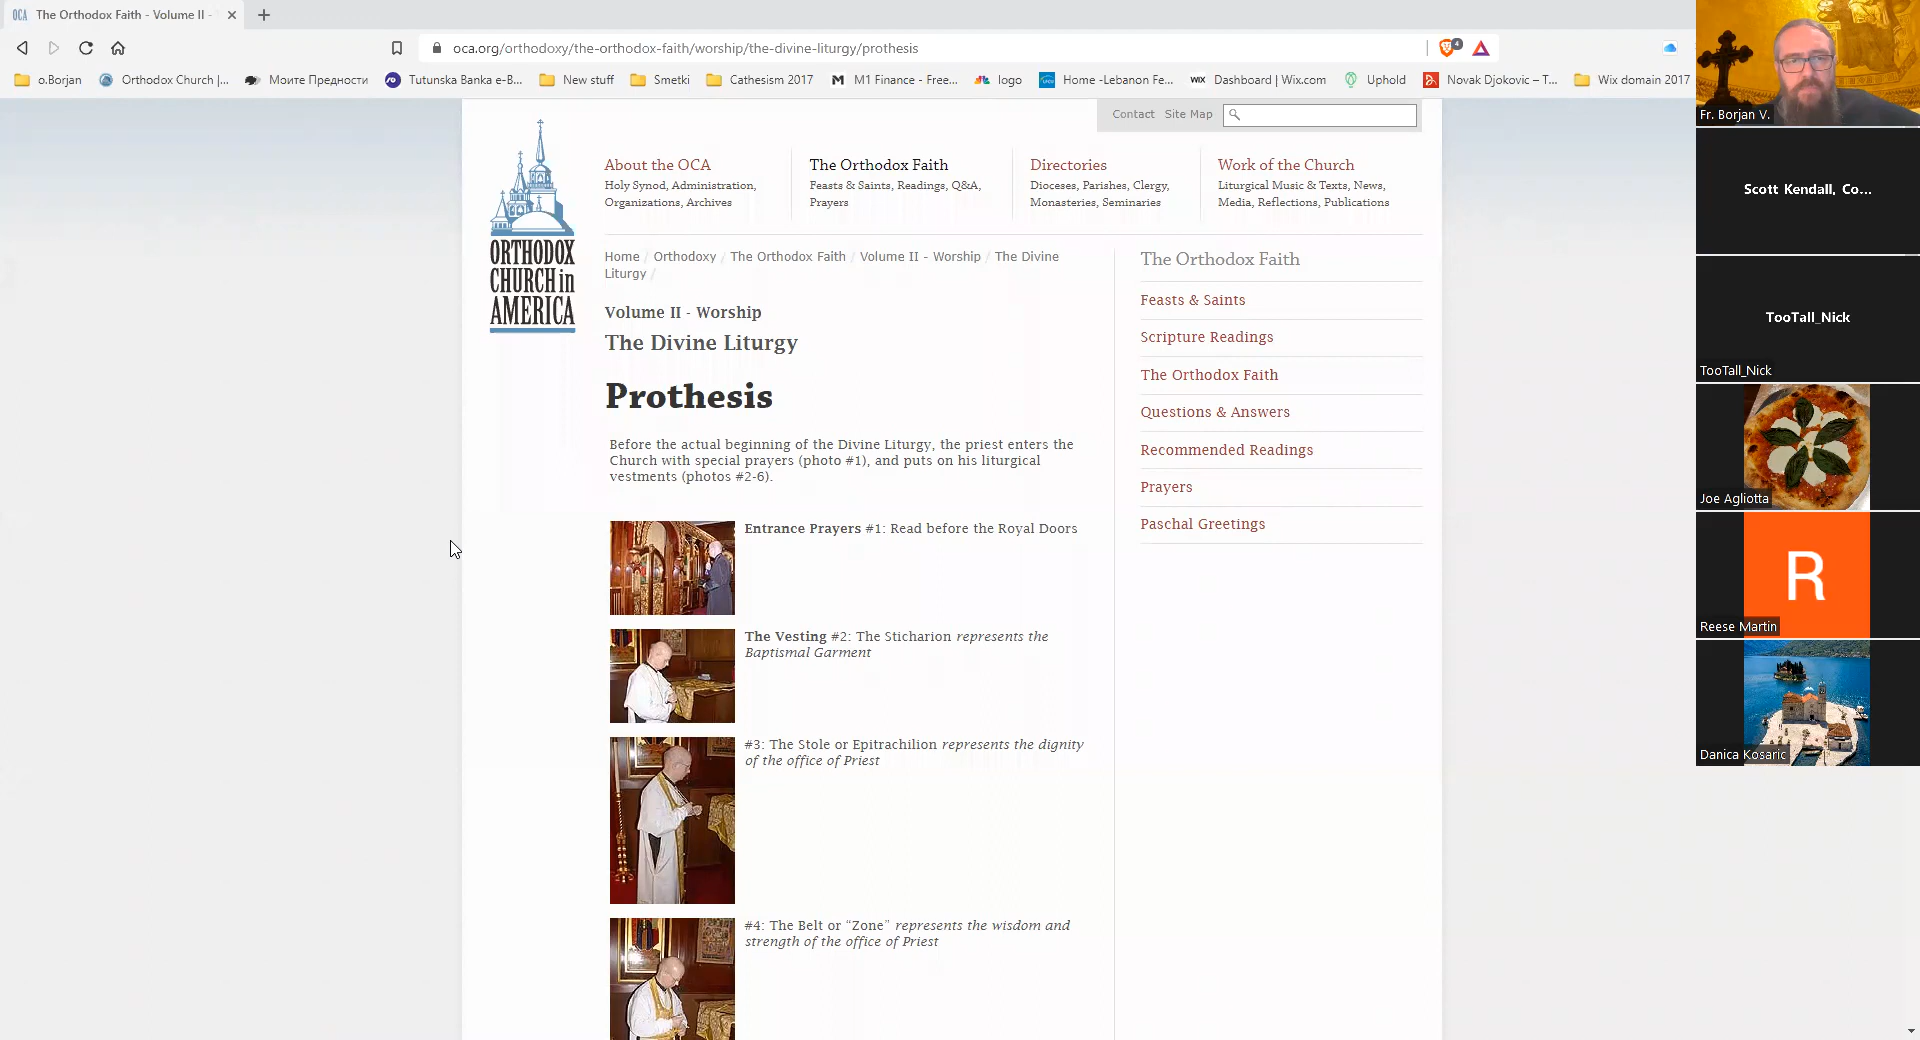 OCA The Orthodox Faith - Volume II -
oca.org/orthodoxy/the-orthodox-faith/worship/the-divine-liturgy/prothesis
4
o.Borjan Orthodox Church |... Моите Предности Tutunska Banka e-B... New stuff Smetki Cathesism 2017 M1 Finance - Free... logo Home -Lebanon Fe... WIX Dashboard | Wix.com Uphold Novak Djokovic – T... Wix domain 2017
Contact Site Map
ORTHODOX
CHURCH in
AMERICA
About the OCA
Holy Synod, Administration,
Organizations, Archives
The Orthodox Faith
Feasts & Saints, Readings, Q&A,
Prayers
Directories
Dioceses, Parishes, Clergy,
Monasteries, Seminaries
Work of the Church
Liturgical Music & Texts, News,
Media, Reflections, Publications
Home / Orthodoxy / The Orthodox Faith / Volume II - Worship / The Divine
Liturgy /
Volume II - Worship
The Divine Liturgy
Prothesis
Before the actual beginning of the Divine Liturgy, the priest enters the
Church with special prayers (photo #1), and puts on his liturgical
vestments (photos #2-6).
Entrance Prayers #1: Read before the Royal Doors
The Vesting #2: The Sticharion represents the
Baptismal Garment
#3: The Stole or Epitrachilion represents the dignity
of the office of Priest
#4: The Belt or “Zone” represents the wisdom and
strength of the office of Priest
The Orthodox Faith
Feasts & Saints
Scripture Readings
The Orthodox Faith
Questions & Answers
Recommended Readings
Prayers
Paschal Greetings
Fr. Borjan V.
Scott Kendall, Co...
TooTall_Nick
TooTall_Nick
Joe Agliotta
R
Reese Martin
Danica Kosaric